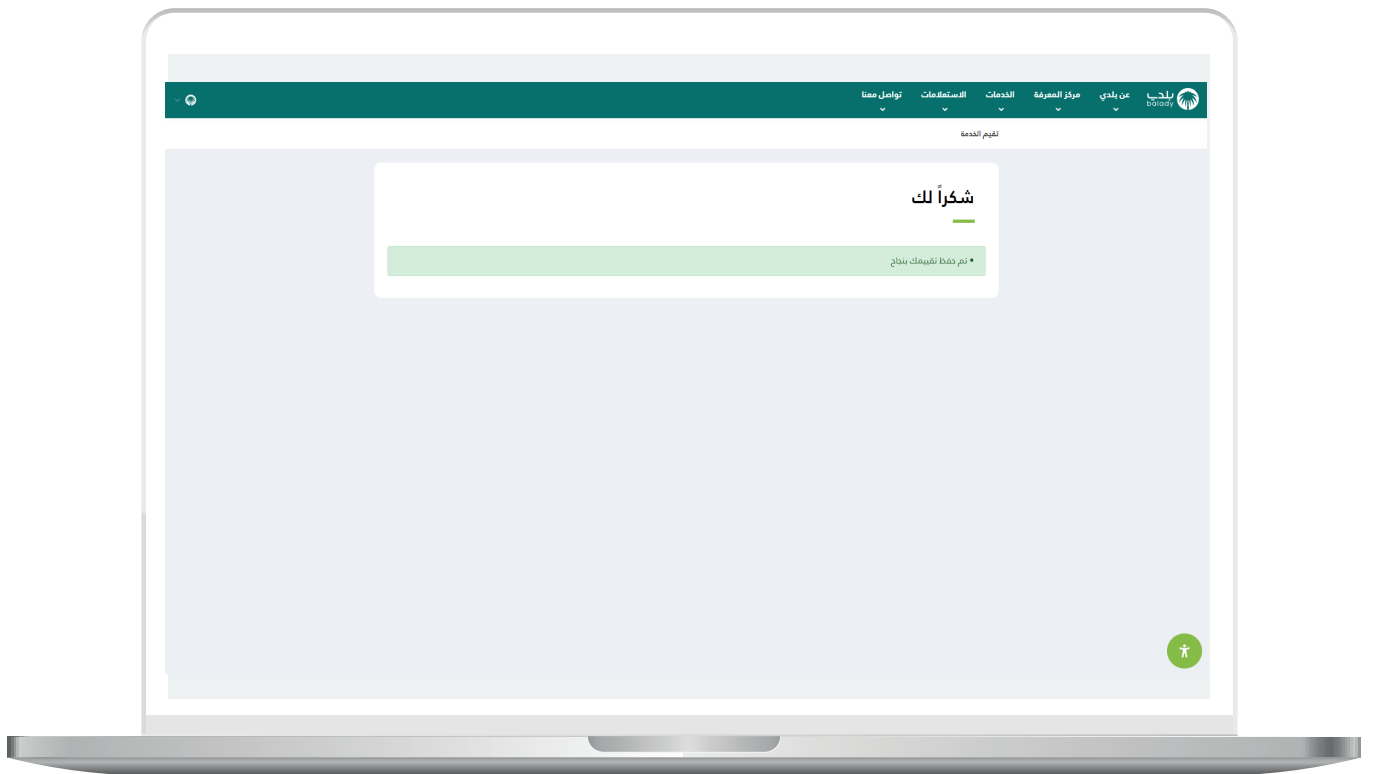 بلدي
balady
عن بلدي مركز المعرفة الخدمات الاستعلامات تواصل معنا
تقيم الخدمة
شكراً لك
• تم حفظ تقييمك بنجاح